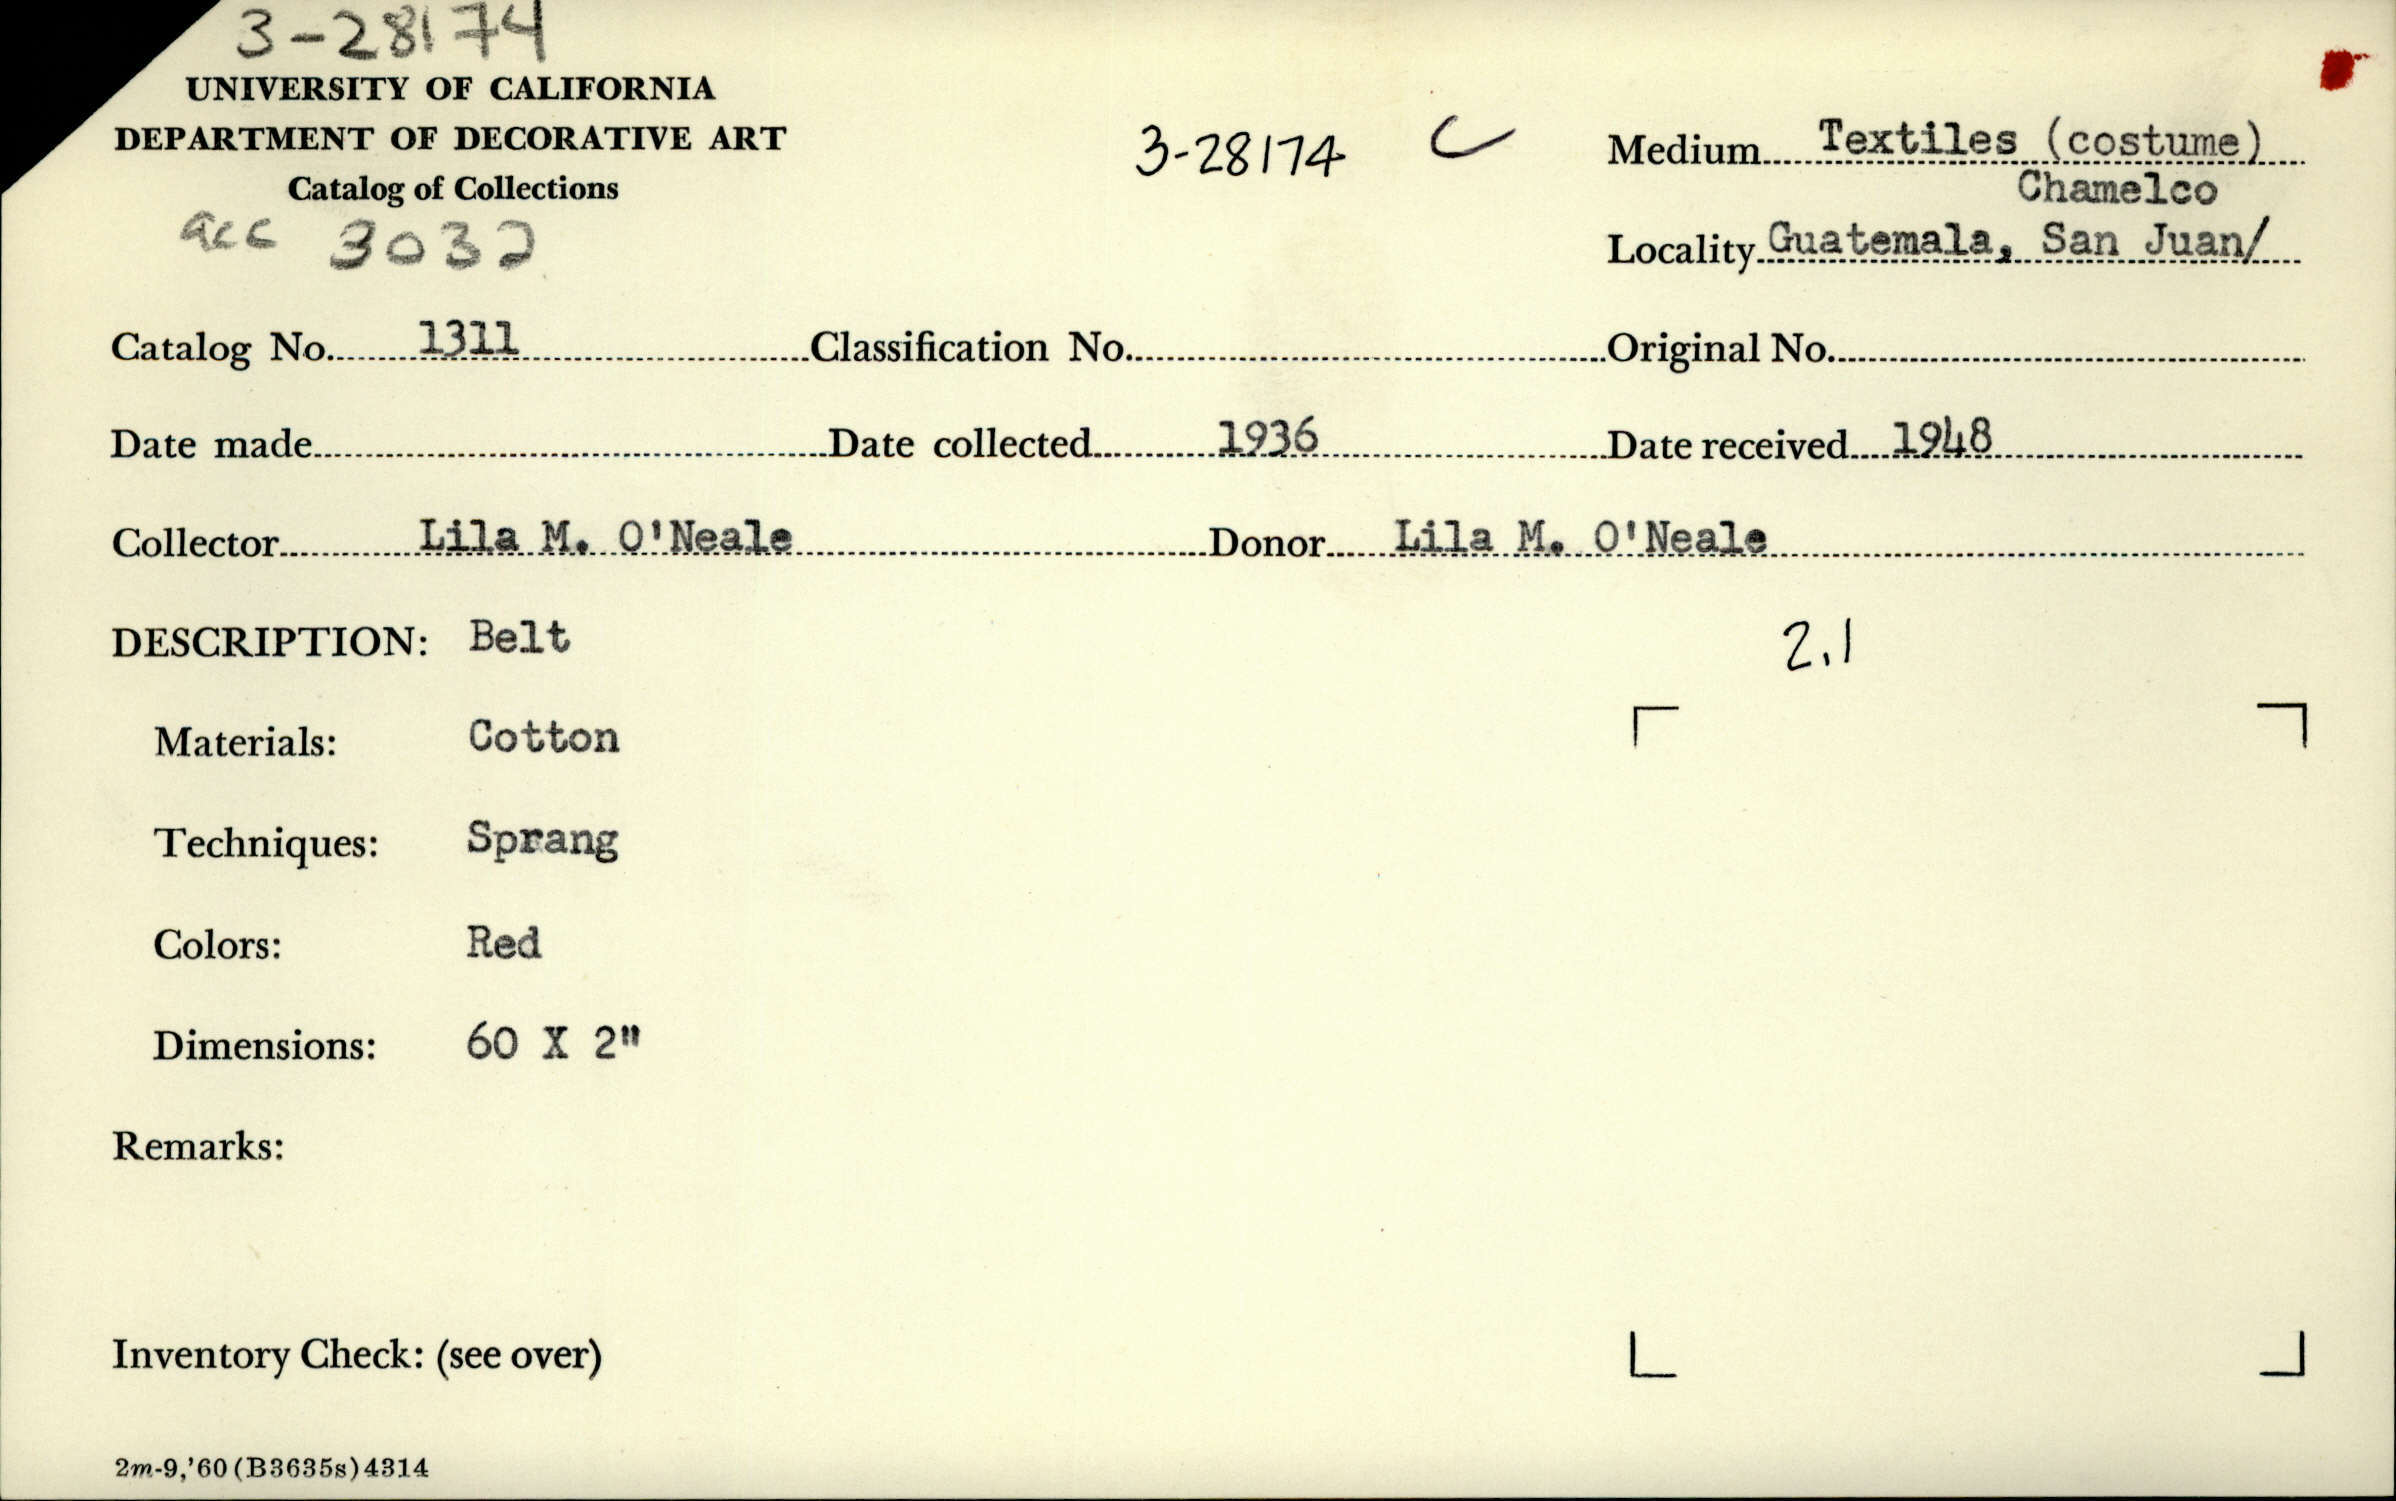 3-28174
UNIVERSITY OF CALIFORNIA
DEPARTMENT OF DECORATIVE ART
Catalog of Collections
acc 3032
3-28174 C
Medium Textiles (costume)
Chamelco
Locality Guatemala, San Juan/
Catalog No. 1311 Classification No. Original No.
Date made Date collected 1936 Date received 1948
Collector Lila M. O'Neale Donor Lila M. O'Neale
DESCRIPTION: Belt 2.1
Materials: Cotton
Techniques: Sprang
Colors: Red
Dimensions: 60 X 2"
Remarks:
Inventory Check: (see over)
2m-9,'60(B3635s)4314